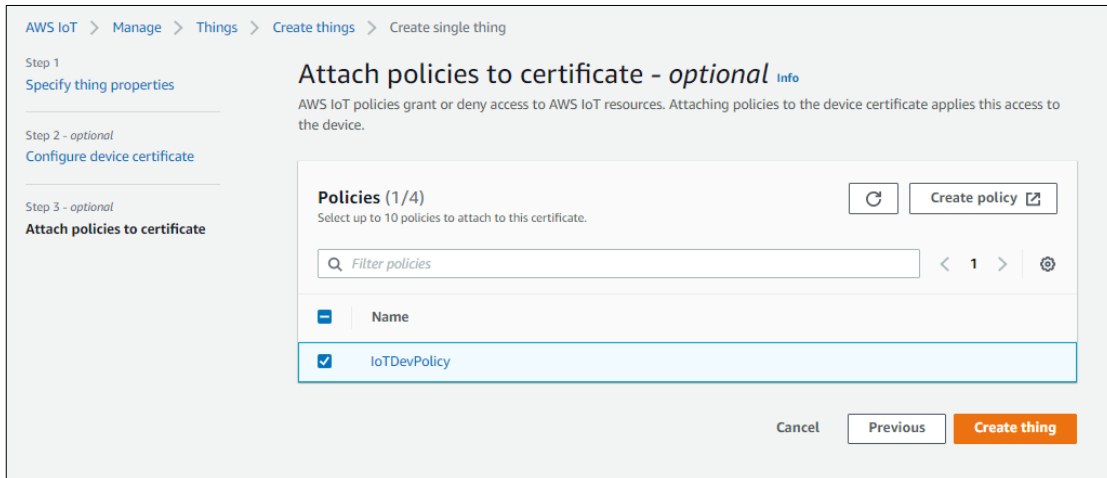 AWS IoT > Manage > Things > Create things > Create single thing
Step 1
Specify thing properties
Step 2 - optional
Configure device certificate
Step 3 - optional
Attach policies to certificate
Attach policies to certificate - optional Info
AWS IoT policies grant or deny access to AWS IoT resources. Attaching policies to the device certificate applies this access to
the device.
Policies (1/4)
Select up to 10 policies to attach to this certificate.
Create policy
Filter policies
< 1 >
Name
IoTDevPolicy
Cancel Previous Create thing